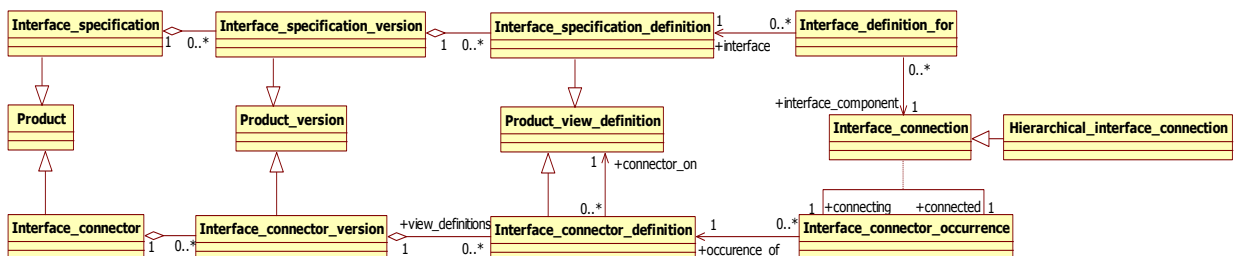 Interface_specification
Interface_specification_version
Interface_specification_definition
Interface_definition_for
1
0..*
1
0..*
1
0..*
+interface
0..*
+interface_component
1
Product
Product_version
Product_view_definition
Interface_connection
Hierarchical_interface_connection
1
+connector_on
0..*
1
+connecting
+connected
1
Interface_connector
Interface_connector_version
+view_definitions
Interface_connector_definition
1
0..*
Interface_connector_occurrence
1
0..*
1
0..*
+occurence_of